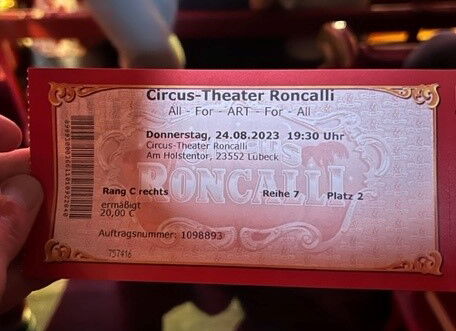 Circus-Theater Roncalli
All - For - ART - For - All
Donnerstag, 24.08.2023 19:30 Uhr
Circus-Theater Roncalli
Am Holstentor, 23552 Lübeck
RONCALLI
Rang C rechts Reihe 7 Platz 2
ermäßigt
20,00 €
Auftragsnummer: 1098893
757416